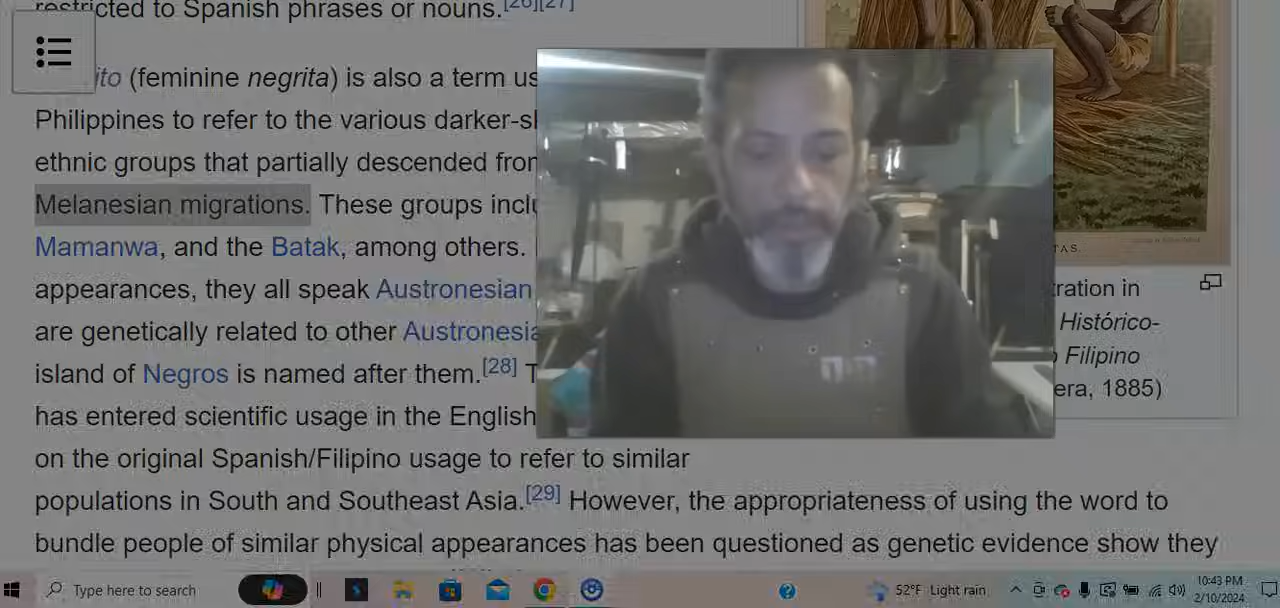 restricted to Spanish phrases or nouns.[26][27]
ito (feminine negrita) is also a term us
Philippines to refer to the various darker-sk
ethnic groups that partially descended from
Melanesian migrations. These groups inclu
Mamanwa, and the Batak, among others.
appearances, they all speak Austronesian
are genetically related to other Austronesia
island of Negros is named after them.[28] T
has entered scientific usage in the English
on the original Spanish/Filipino usage to refer to similar
populations in South and Southeast Asia.[29] However, the appropriateness of using the word to
bundle people of similar physical appearances has been questioned as genetic evidence show they
TAS.
tration in
Histórico-
Filipino
era, 1885)
Type here to search
52°F Light rain
10:43 PM
2/10/2024